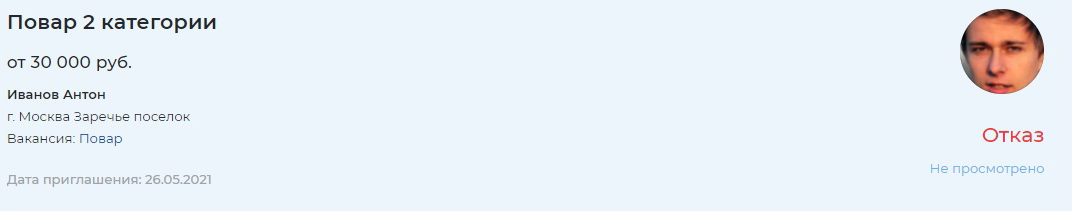 Повар 2 категории
от 30 000 руб.
Иванов Антон
г. Москва Заречье поселок
Вакансия: Повар
Дата приглашения: 26.05.2021
Отказ
Не просмотрено